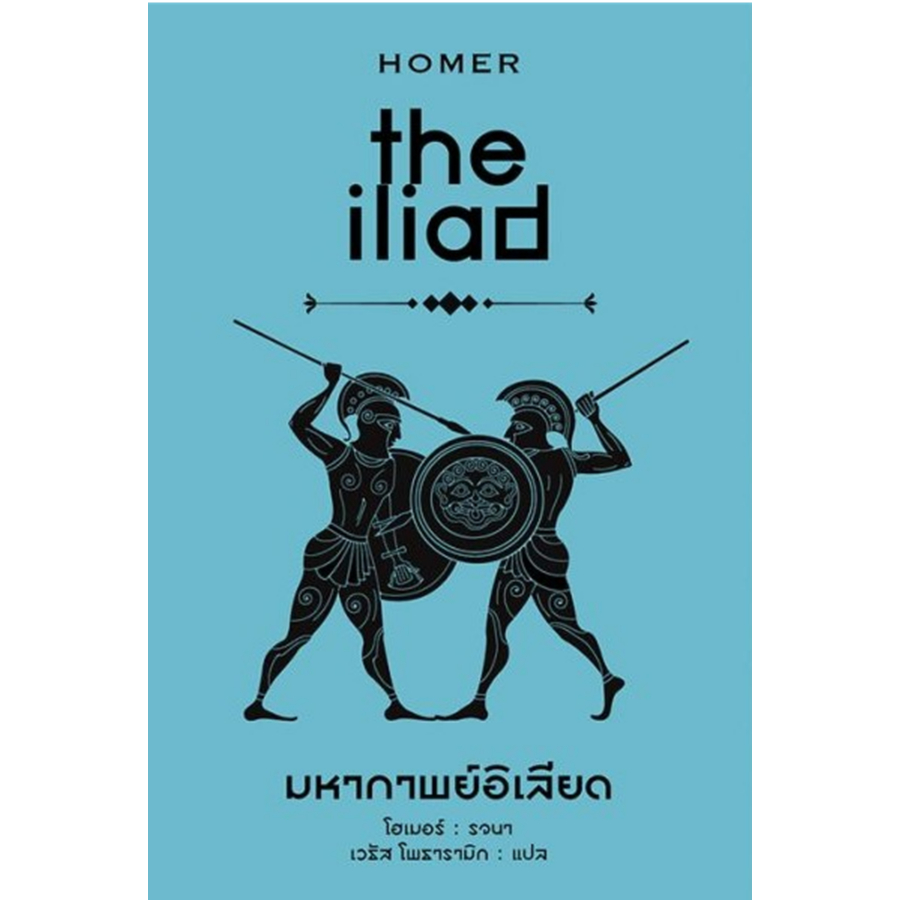 HOMER
the
iliad
มหากาพย์อิเลียด
โฮเมอร์ : รจนา
เวธัส โพธารามิก : แปล